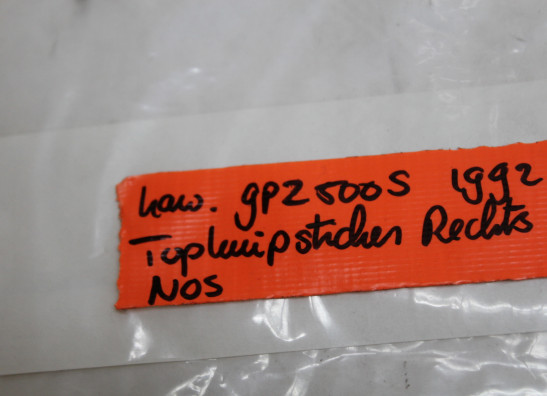 kaw. GPZ500S 1992
Topkuipsticker Rechts
NOS